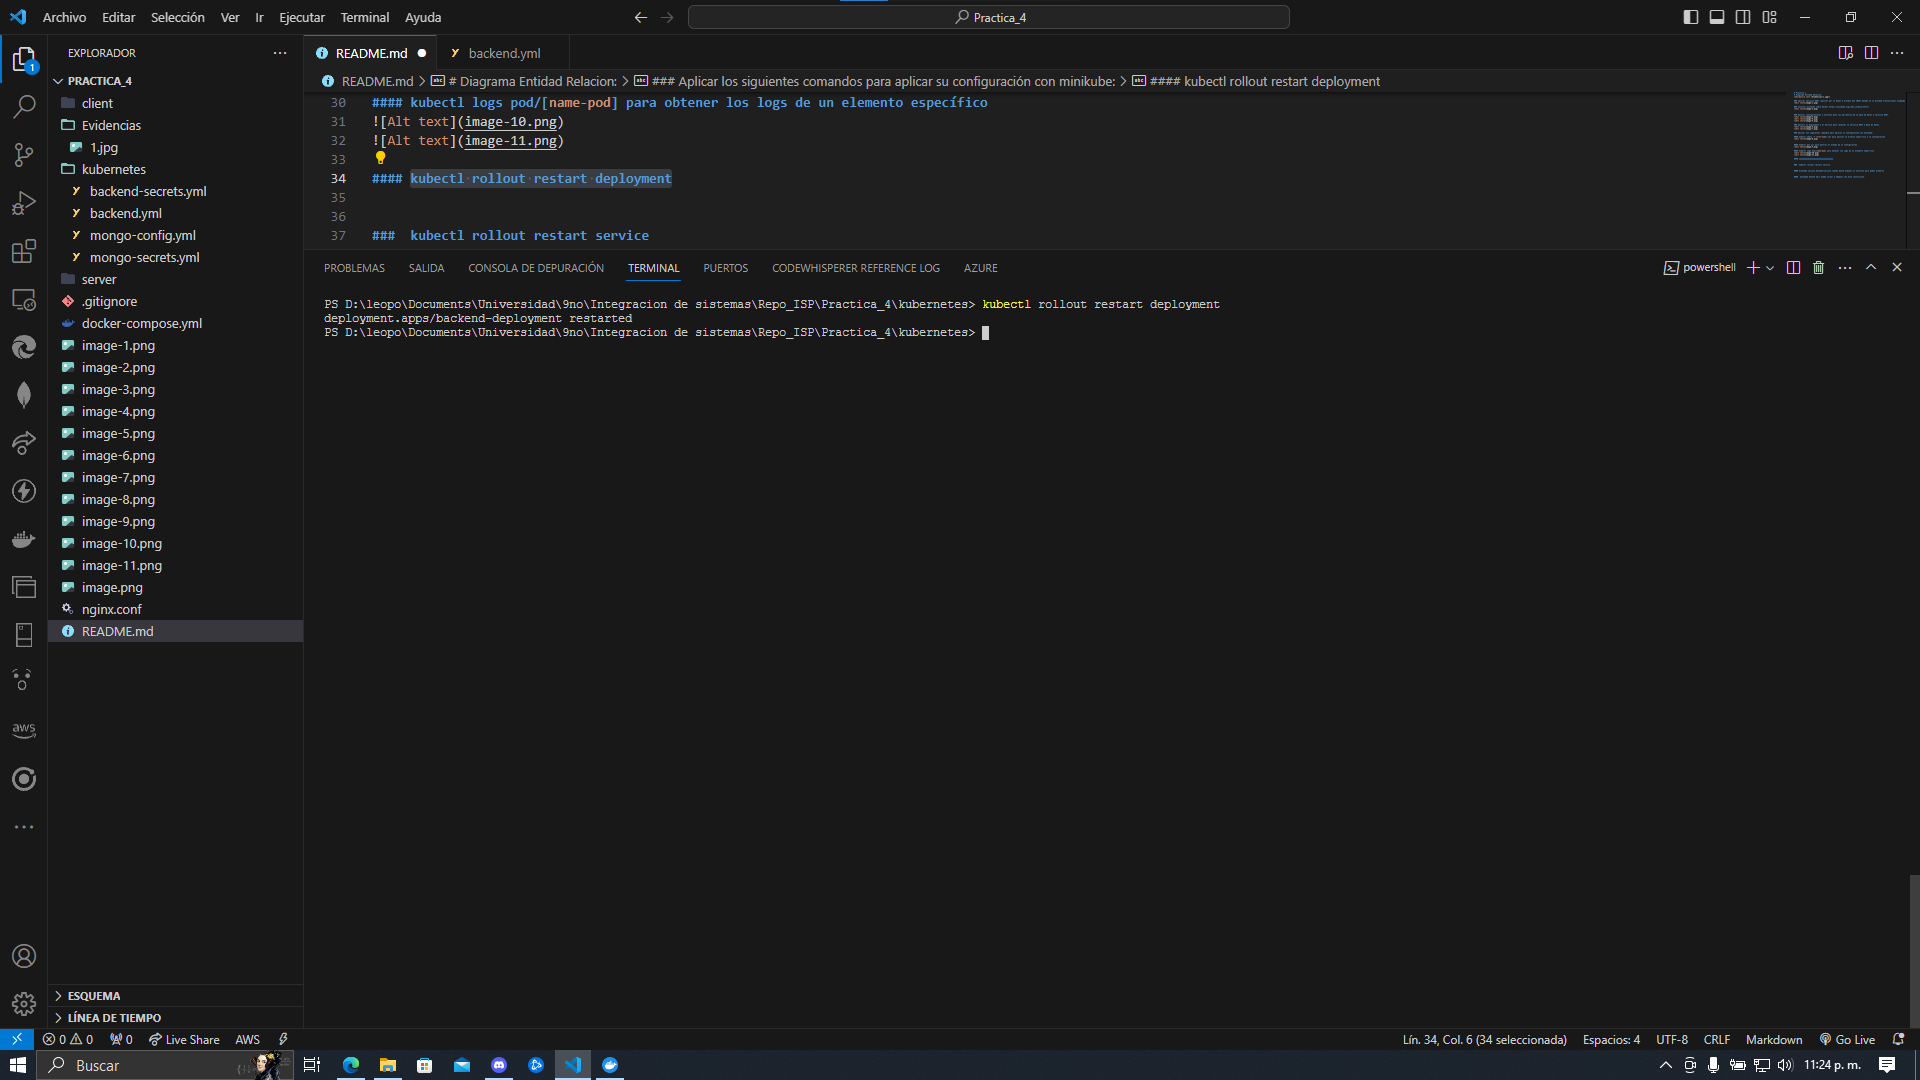 Archivo Editar Selección Ver Ir Ejecutar Terminal Ayuda
Practica_4
EXPLORADOR
1
PRACTICA_4
client
Evidencias
1.jpg
kubernetes
backend-secrets.yml
backend.yml
mongo-config.yml
mongo-secrets.yml
server
.gitignore
docker-compose.yml
image-1.png
image-2.png
image-3.png
image-4.png
image-5.png
image-6.png
image-7.png
image-8.png
image-9.png
image-10.png
image-11.png
image.png
nginx.conf
README.md
ESQUEMA
LÍNEA DE TIEMPO
aws
README.md backend.yml
README.md > # Diagrama Entidad Relacion: > ### Aplicar los siguientes comandos para aplicar su configuración con minikube: > #### kubectl rollout restart deployment
30 #### kubectl logs pod/[name-pod] para obtener los logs de un elemento específico
31 ![Alt text](image-10.png)
32 ![Alt text](image-11.png)
33
34 #### kubectl rollout restart deployment
35
36
37 ### kubectl rollout restart service
PROBLEMAS SALIDA CONSOLA DE DEPURACIÓN TERMINAL PUERTOS CODEWHISPERER REFERENCE LOG AZURE
powershell
PS D:\leopo\Documents\Universidad\9no\Integracion de sistemas\Repo_ISP\Practica_4\kubernetes> kubectl rollout restart deployment
deployment.apps/backend-deployment restarted
PS D:\leopo\Documents\Universidad\9no\Integracion de sistemas\Repo_ISP\Practica_4\kubernetes>
0 0 0 Live Share AWS
Lín. 34, Col. 6 (34 seleccionada) Espacios: 4 UTF-8 CRLF Markdown Go Live
Buscar
11:24 p. m.